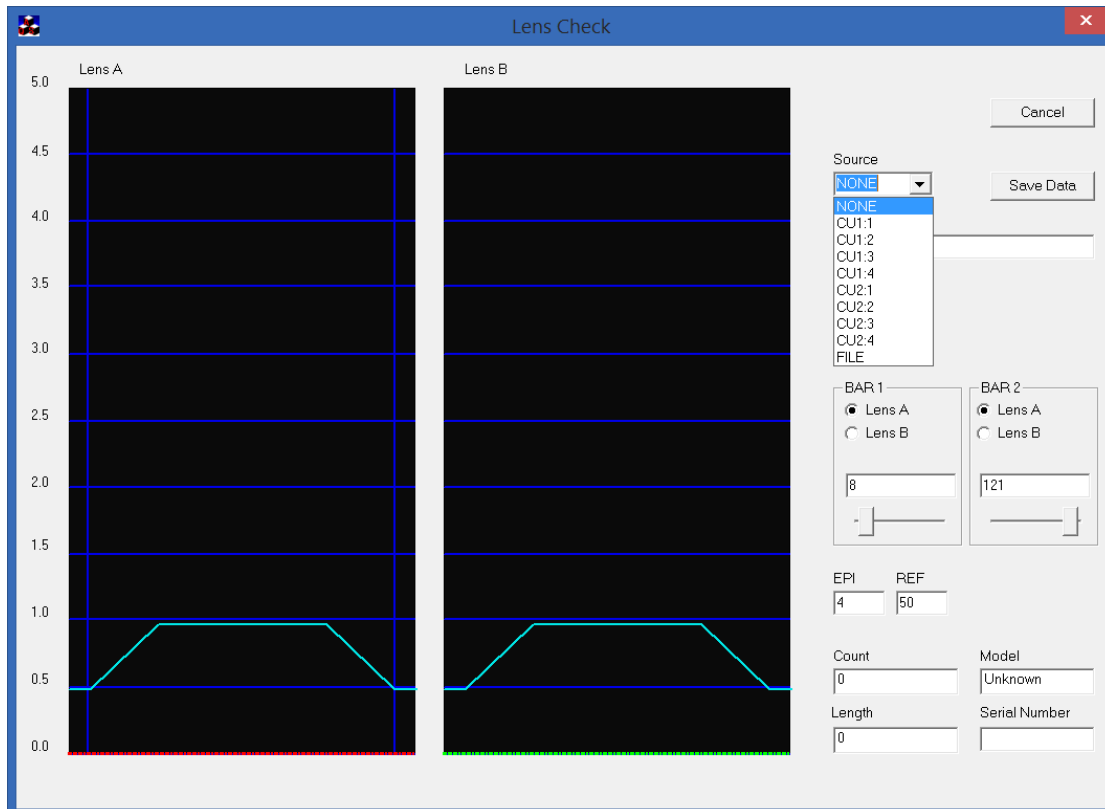 Lens Check
x
Lens A
Lens B
5.0
4.5
4.0
3.5
3.0
2.5
2.0
1.5
1.0
0.5
0.0
Cancel
Source
NONE
Save Data
NONE
CU1:1
CU1:2
CU1:3
CU1:4
CU2:1
CU2:2
CU2:3
CU2:4
FILE
BAR 1
Lens A
Lens B
8
BAR 2
Lens A
Lens B
121
EPI
REF
4
50
Count
Model
0
Unknown
Length
Serial Number
0